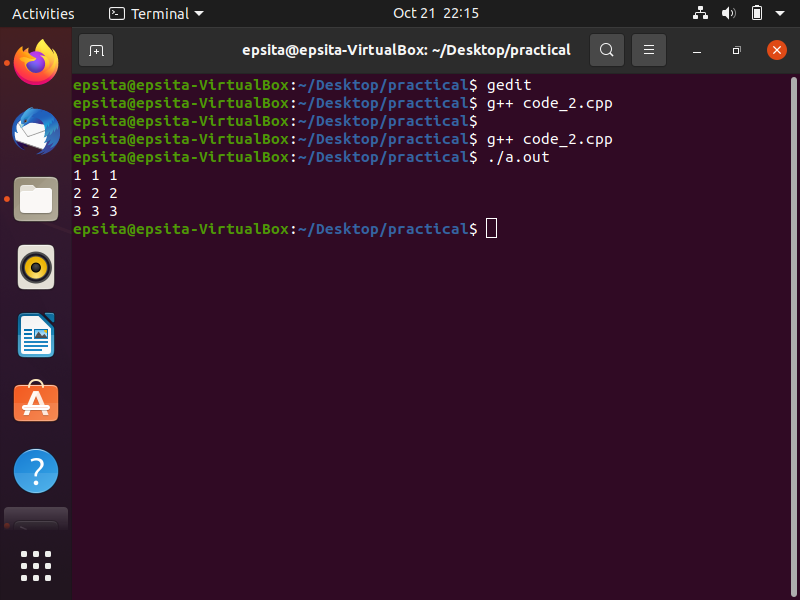 Activities Terminal Oct 21 22:15
epsita@epsita-VirtualBox: ~/Desktop/practical
epsita@epsita-VirtualBox:~/Desktop/practical$ gedit
epsita@epsita-VirtualBox:~/Desktop/practical$ g++ code_2.cpp
epsita@epsita-VirtualBox:~/Desktop/practical$
epsita@epsita-VirtualBox:~/Desktop/practical$ g++ code_2.cpp
epsita@epsita-VirtualBox:~/Desktop/practical$ ./a.out
1 1 1
2 2 2
3 3 3
epsita@epsita-VirtualBox:~/Desktop/practical$